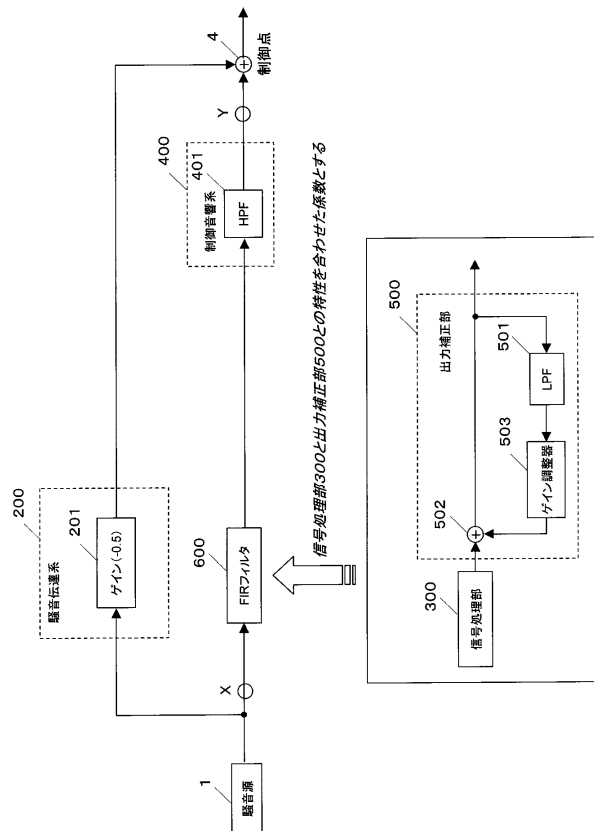 騒音源
1
X
200
騒音伝達系
201
ゲイン(-0.5)
600
FIRフィルタ
400
制御音響系
401
HPF
Y
4
制御点
信号処理部300と出力補正部500との特性を合わせた係数とする
300
信号処理部
502
500
出力補正部
501
LPF
503
ゲイン調整器